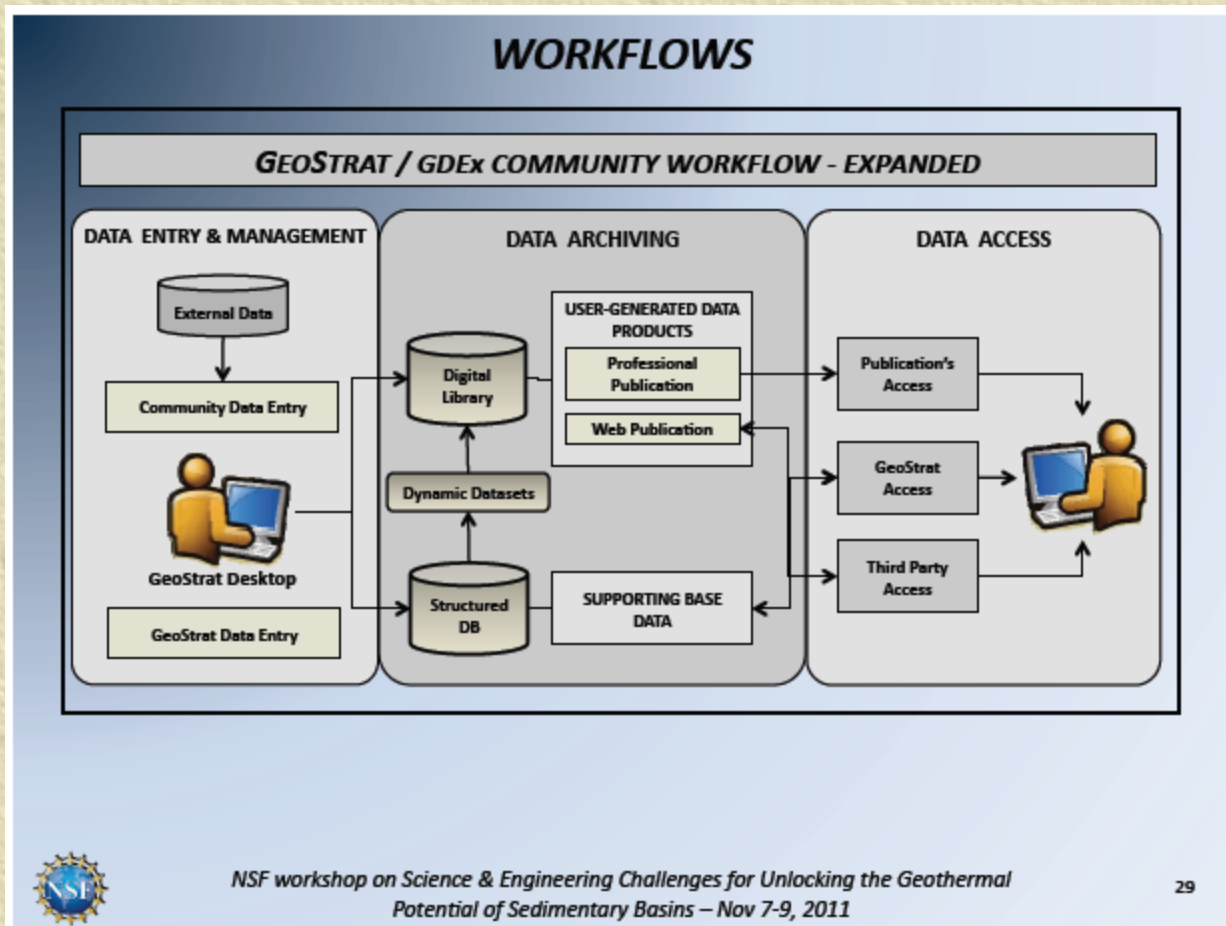 WORKFLOWS
GEOSTRAT / GDEX COMMUNITY WORKFLOW - EXPANDED
DATA ENTRY & MANAGEMENT
External Data
Community Data Entry
GeoStrat Desktop
GeoStrat Data Entry
DATA ARCHIVING
Digital
Library
Dynamic Datasets
Structured
DB
USER-GENERATED DATA
PRODUCTS
Professional
Publication
Web Publication
SUPPORTING BASE
DATA
DATA ACCESS
Publication's
Access
GeoStrat
Access
Third Party
Access
NSF
NSF workshop on Science & Engineering Challenges for Unlocking the Geothermal
Potential of Sedimentary Basins – Nov 7-9, 2011
29